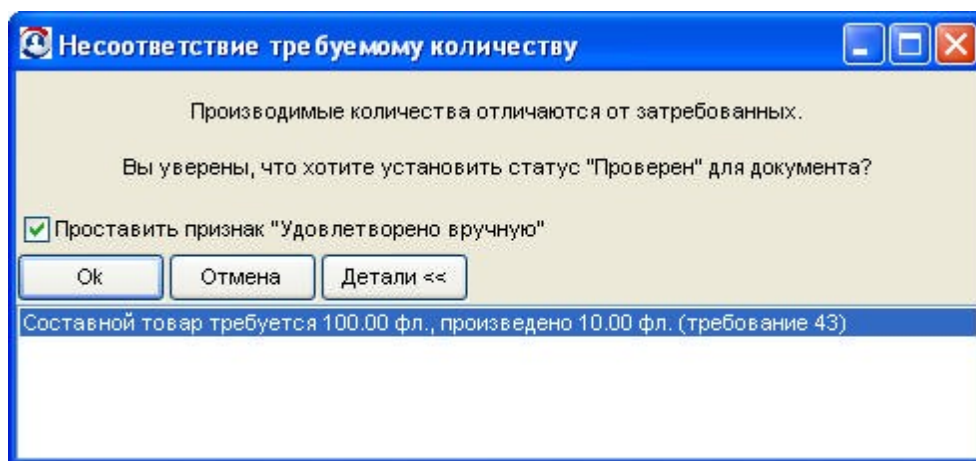 Несоответствие требуемому количеству
Производимые количества отличаются от затребованных.
Вы уверены, что хотите установить статус "Проверен" для документа?
Проставить признак "Удовлетворено вручную"
Ok Отмена Детали <<
Составной товар требуется 100.00 фл., произведено 10.00 фл. (требование 43)